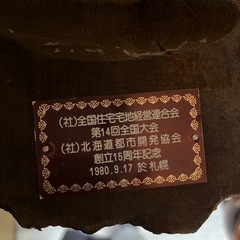 (社)全国住宅宅地経営連合会
第14回全国大会
(社)北海道都市開発協会
創立15周年記念
1980.9.17 於札幌